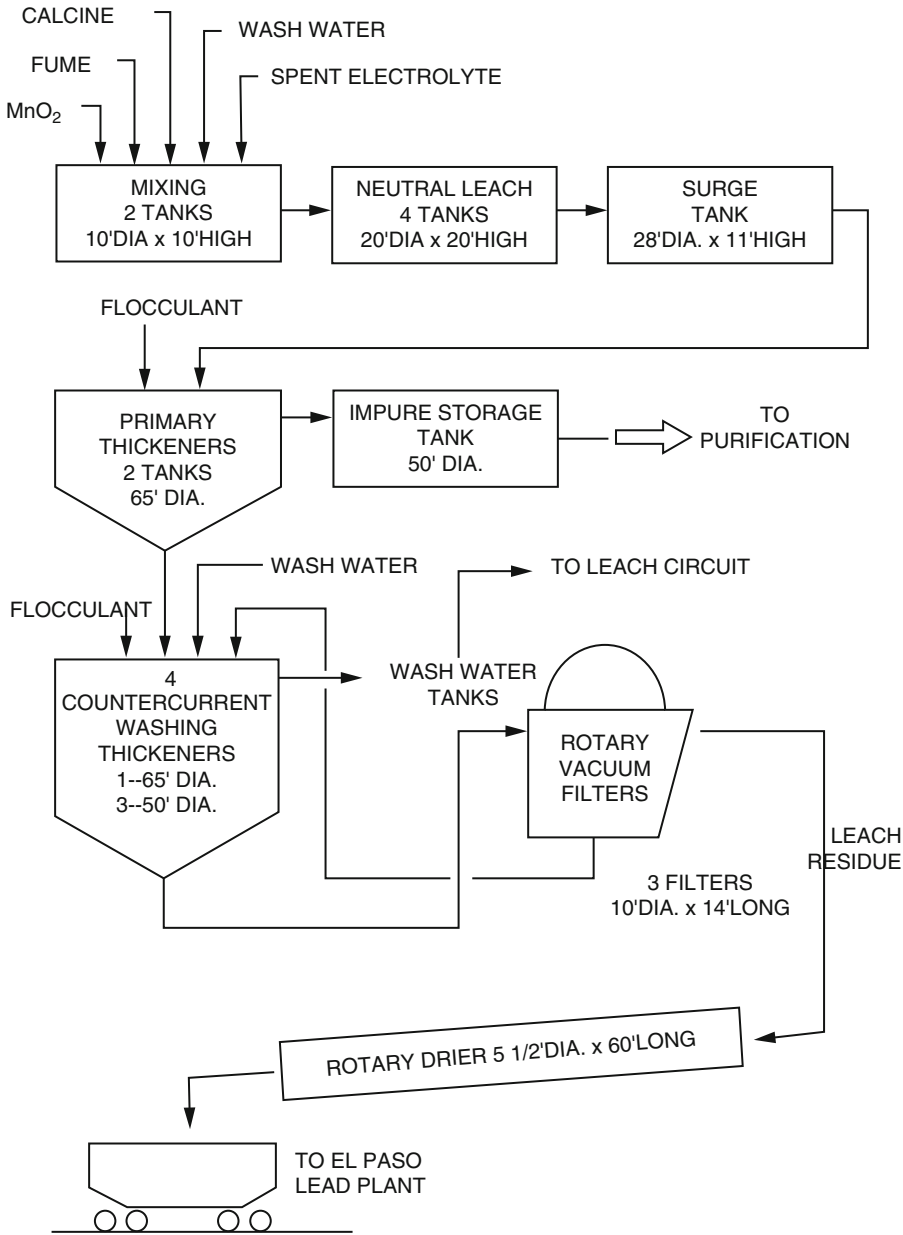 CALCINE
WASH WATER
FUME
SPENT ELECTROLYTE
MnO₂
MIXING
2 TANKS
10'DIA x 10'HIGH
NEUTRAL LEACH
4 TANKS
20'DIA x 20'HIGH
SURGE
TANK
28'DIA. x 11'HIGH
FLOCCULANT
PRIMARY
THICKENERS
2 TANKS
65' DIA.
IMPURE STORAGE
TANK
50' DIA.
TO
PURIFICATION
WASH WATER
TO LEACH CIRCUIT
FLOCCULANT
4
COUNTERCURRENT
WASHING
THICKENERS
1--65' DIA.
3--50' DIA.
WASH WATER
TANKS
ROTARY
VACUUM
FILTERS
LEACH
RESIDUE
3 FILTERS
10'DIA. x 14'LONG
ROTARY DRIER 5 1/2'DIA. x 60'LONG
TO EL PASO
LEAD PLANT